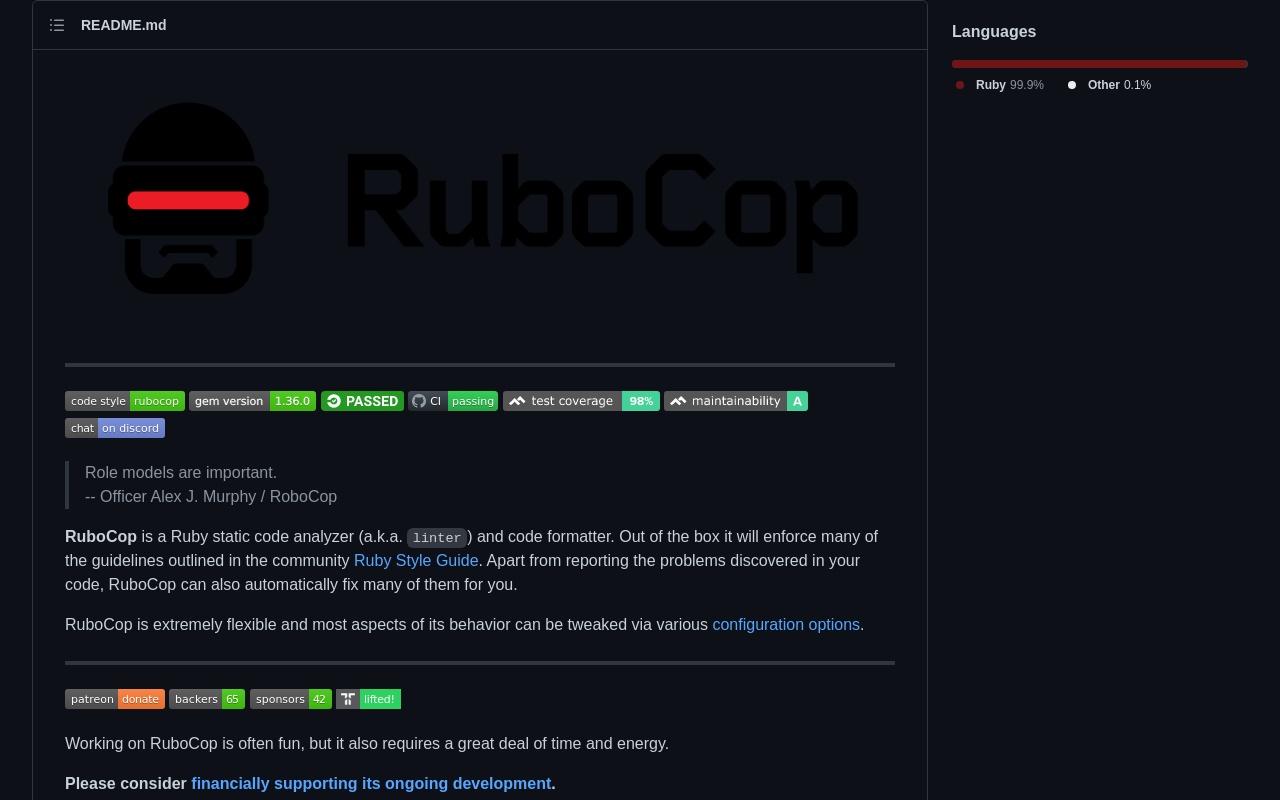 README.md
Languages
Ruby 99.9% Other 0.1%
RuboCop
code style rubocop gem version 1.36.0 PASSED CI passing test coverage 98% maintainability A
chat on discord
Role models are important.
-- Officer Alex J. Murphy / RoboCop
RuboCop is a Ruby static code analyzer (a.k.a. linter) and code formatter. Out of the box it will enforce many of
the guidelines outlined in the community Ruby Style Guide. Apart from reporting the problems discovered in your
code, RuboCop can also automatically fix many of them for you.
RuboCop is extremely flexible and most aspects of its behavior can be tweaked via various configuration options.
patreon donate backers 65 sponsors 42 lifted!
Working on RuboCop is often fun, but it also requires a great deal of time and energy.
Please consider financially supporting its ongoing development.